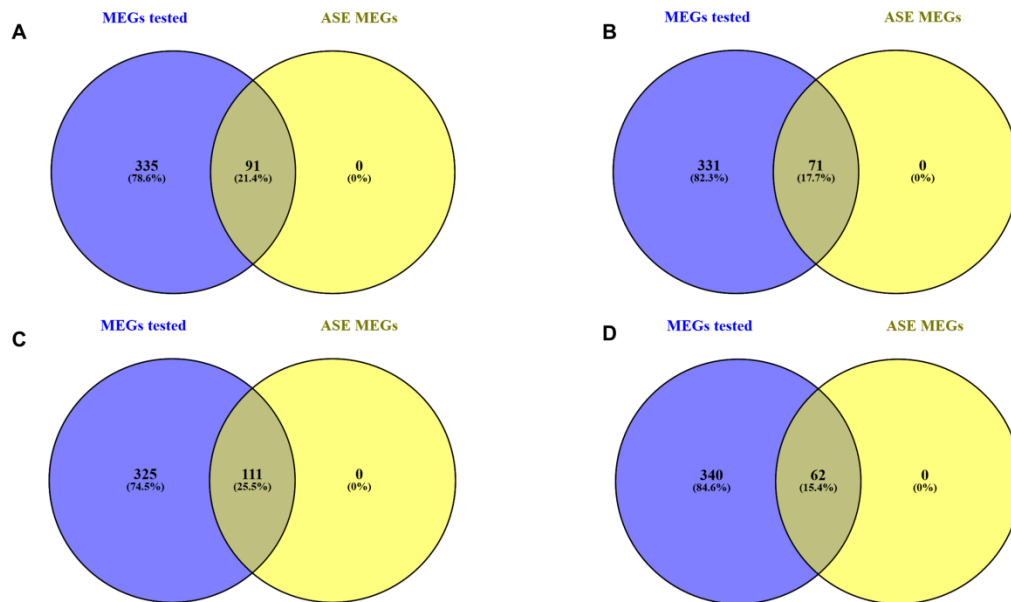 A
MEGs tested
ASE MEGs
335
(78.6%)
91
(21.4%)
0
(0%)
B
MEGs tested
ASE MEGs
331
(82.3%)
71
(17.7%)
0
(0%)
C
MEGs tested
ASE MEGs
325
(74.5%)
111
(25.5%)
0
(0%)
D
MEGs tested
ASE MEGs
340
(84.6%)
62
(15.4%)
0
(0%)